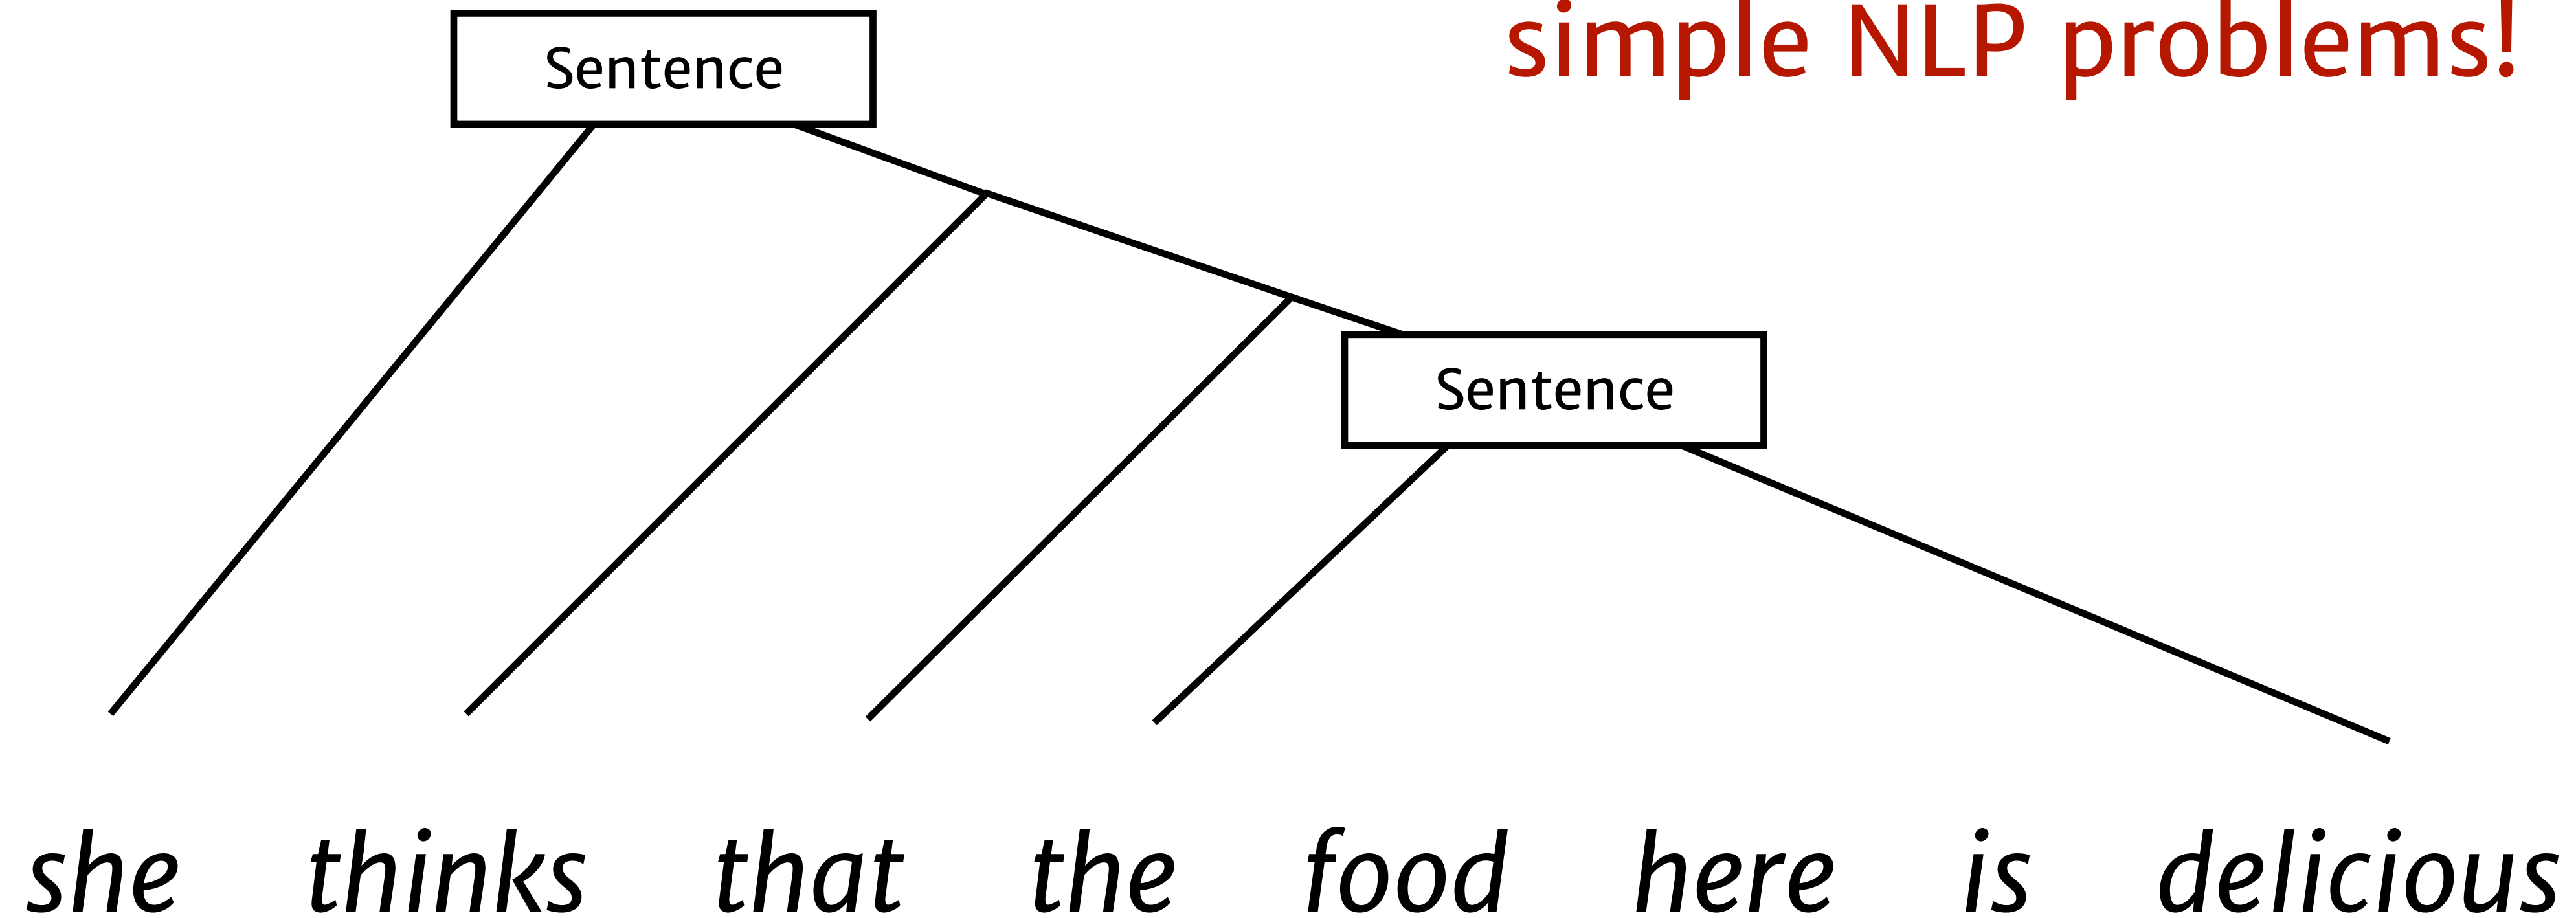 simple NLP problems!
Sentence
Sentence
she thinks that the food here is delicious